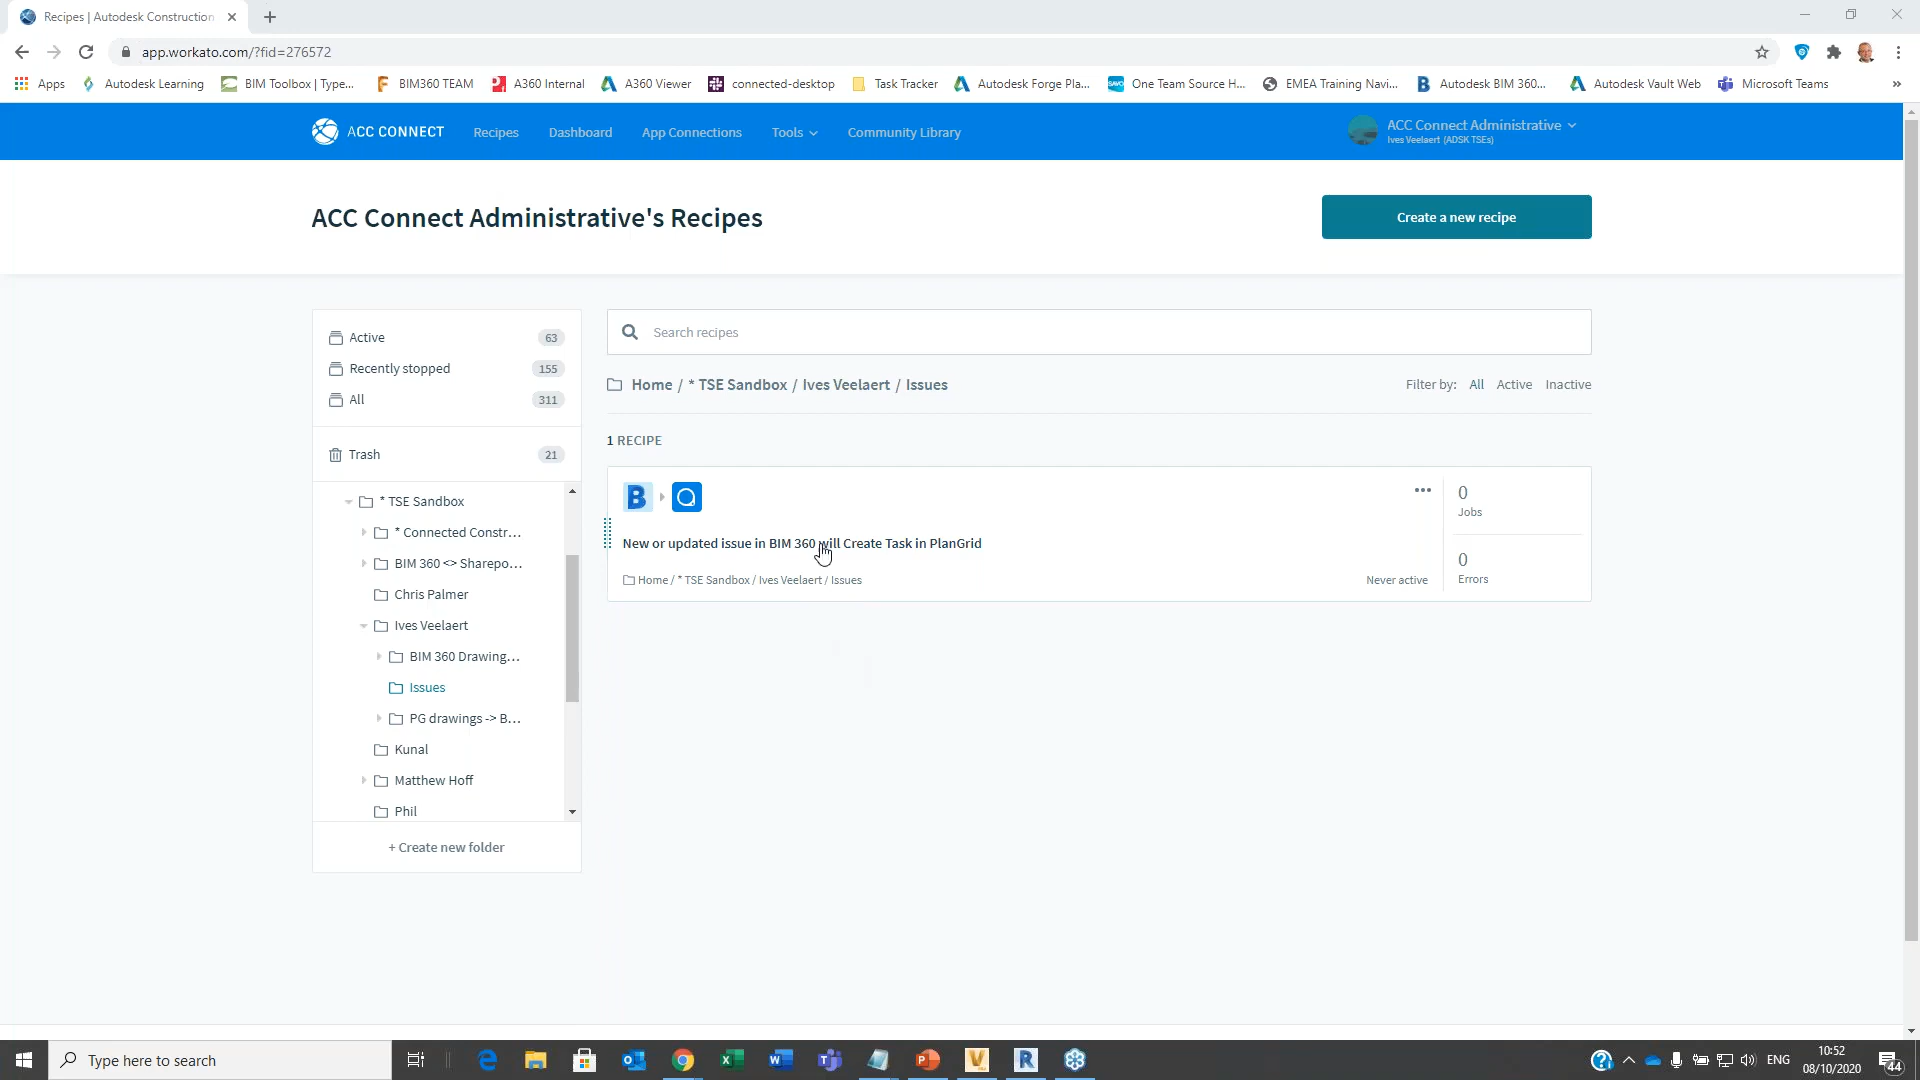 Recipes | Autodesk Construction
app.workato.com/?fid=276572
Apps
Autodesk Learning
BIM Toolbox | Type...
BIM360 TEAM
A360 Internal
A360 Viewer
connected-desktop
Task Tracker
Autodesk Forge Pla...
One Team Source H...
EMEA Training Navi...
Autodesk BIM 360...
Autodesk Vault Web
Microsoft Teams
»
ACC CONNECT
Recipes
Dashboard
App Connections
Tools
Community Library
ACC Connect Administrative
Ives Veelaert (ADSK TSEs)
ACC Connect Administrative's Recipes
Create a new recipe
Active 63
Recently stopped 155
All 311
Trash 21
* TSE Sandbox
* Connected Constr...
BIM 360 <> Sharepo...
Chris Palmer
Ives Veelaert
BIM 360 Drawing...
Issues
PG drawings -> B...
Kunal
Matthew Hoff
Phil
+ Create new folder
Search recipes
Home / * TSE Sandbox / Ives Veelaert / Issues
Filter by: All Active Inactive
1 RECIPE
B
New or updated issue in BIM 360 will Create Task in PlanGrid
Home / * TSE Sandbox / Ives Veelaert / Issues
Never active
0
Jobs
0
Errors
Type here to search
ENG
10:52
08/10/2020
44